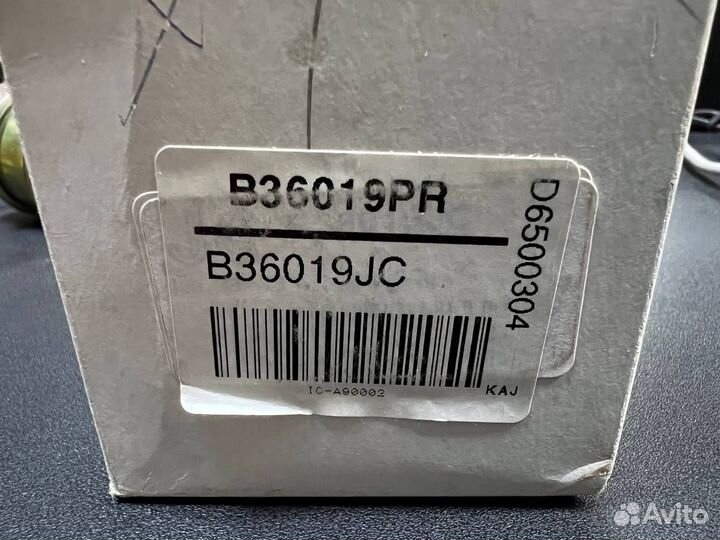 B36019PR
B36019JC
D6500304
IC-A90002
KAJ
Avito